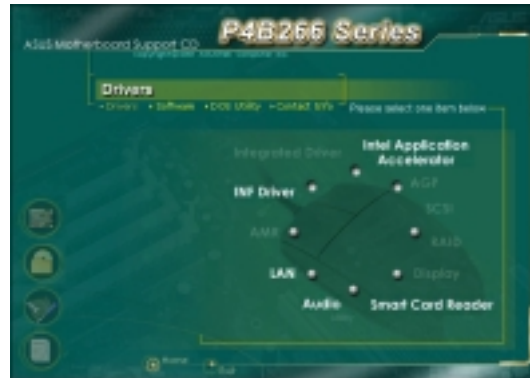 P4B266 Series
ASUS Motherboard Support CD
Drivers
Drivers • Software • DOS Utility • Contact Info
Please select one item below
Integrated Driver
Intel Application
Accelerator
INF Driver
AGP
SCSI
AMR
RAID
LAN
Display
Audio
Smart Card Reader
Home